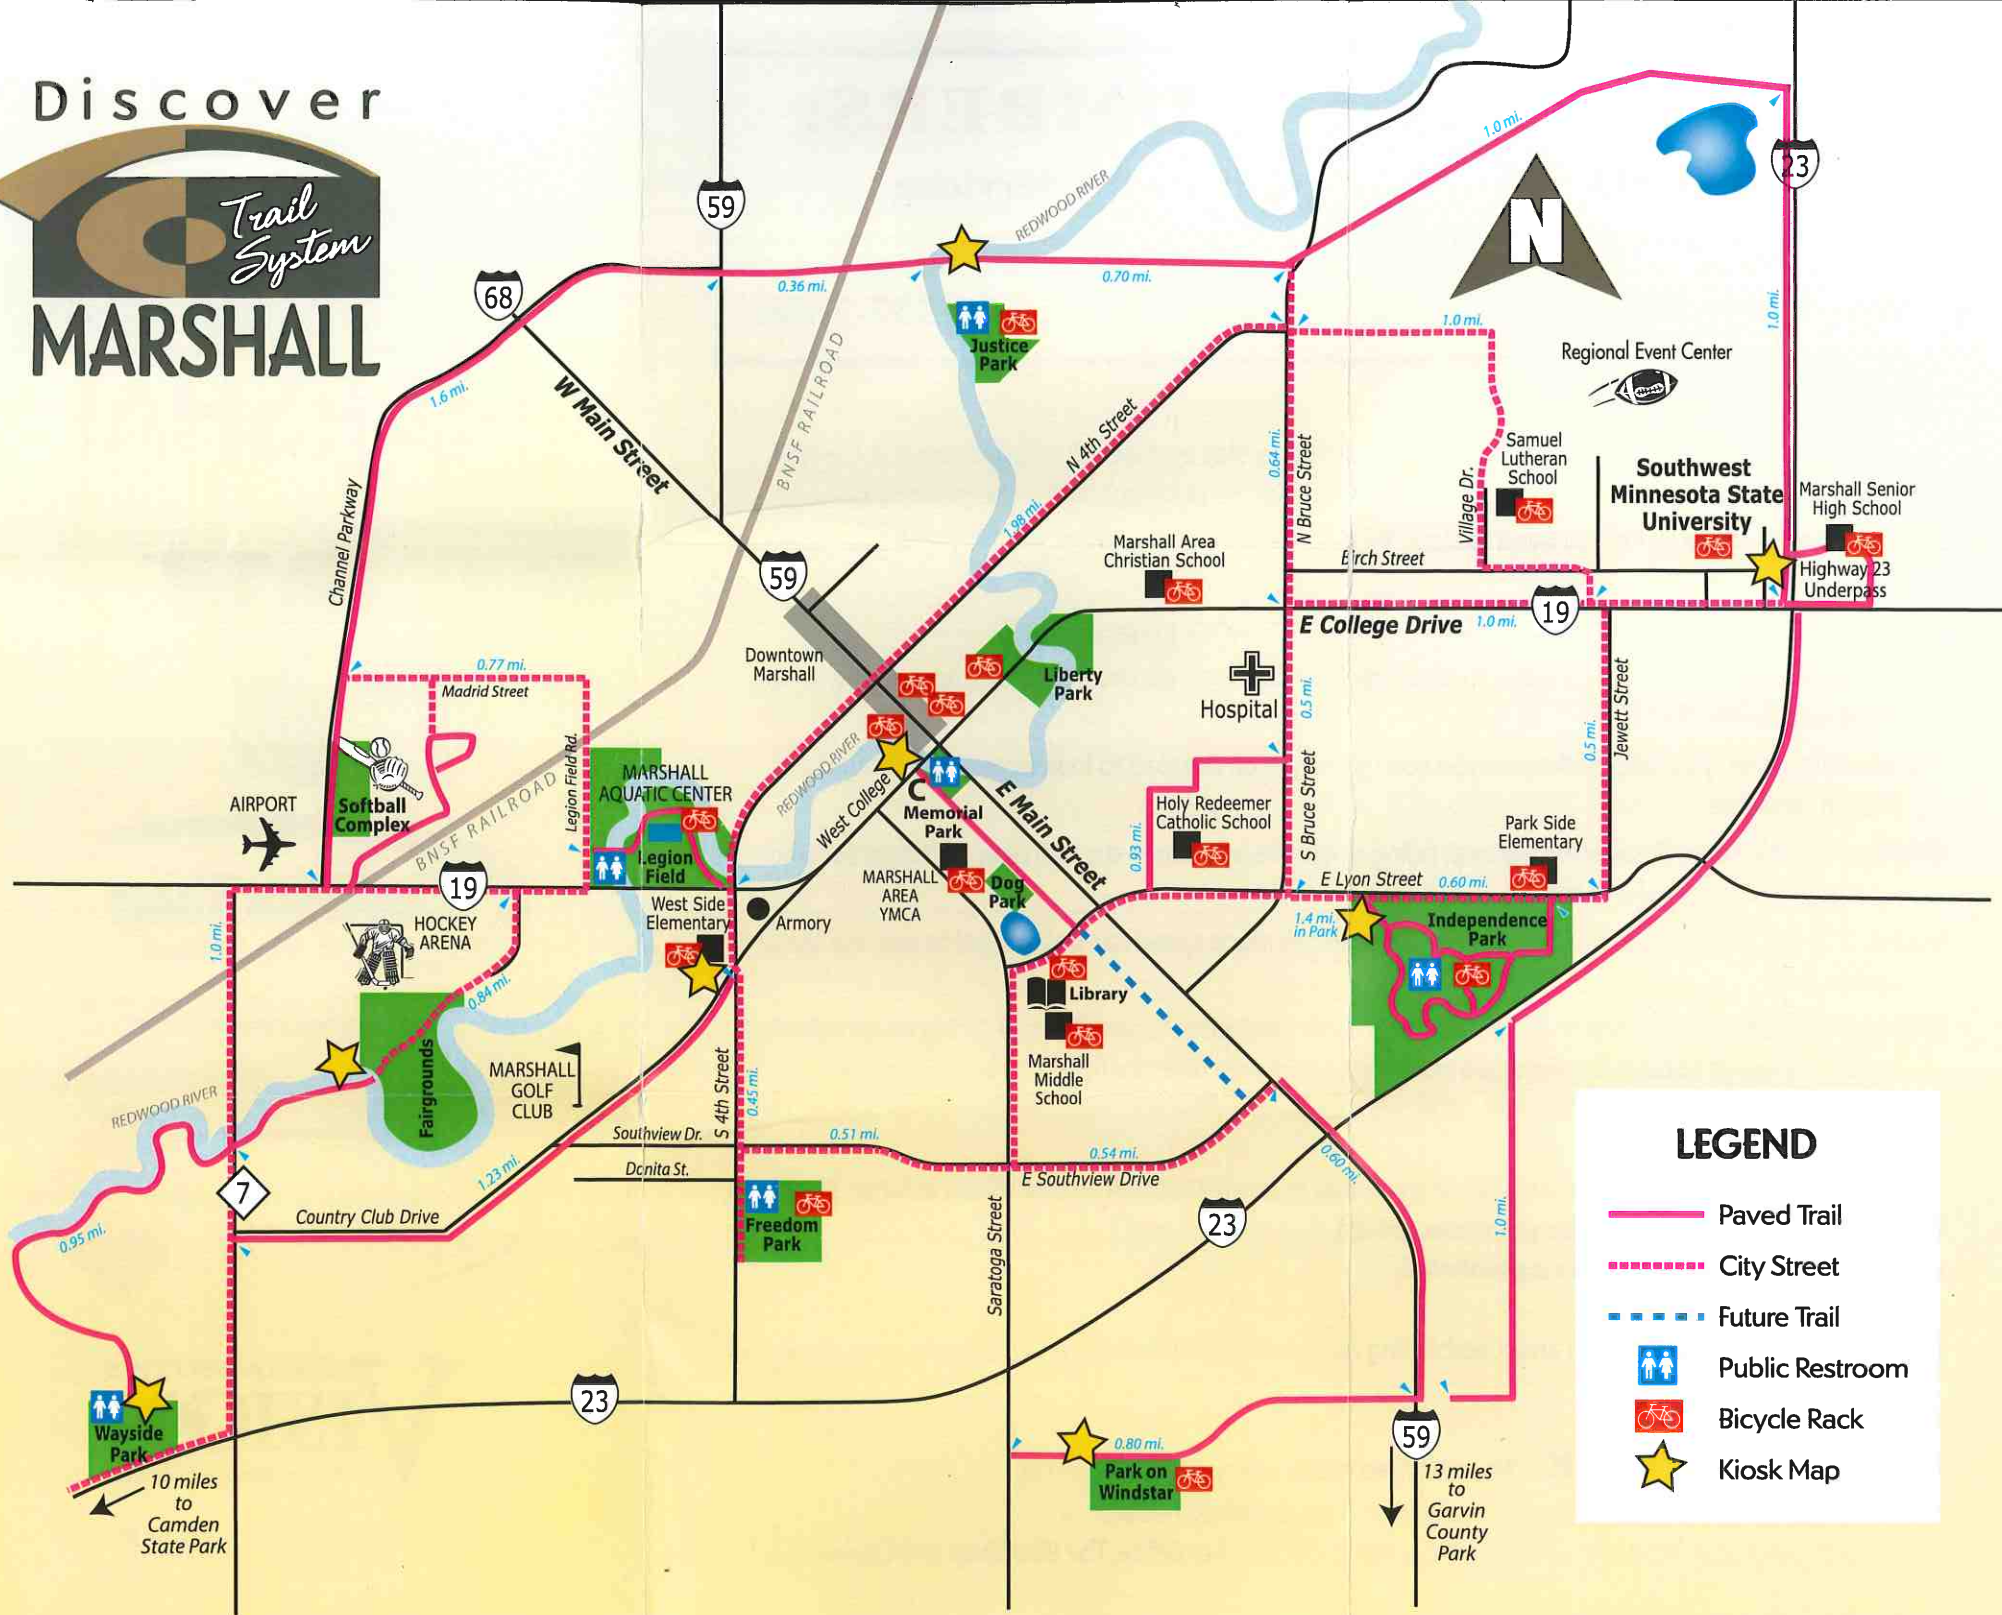 Discover
Trail
System
MARSHALL
59
68
23
REDWOOD RIVER
1.0 mi.
0.36 mi.
0.70 mi.
N
1.0 mi.
1.0 mi.
Justice
Park
BNSF RAILROAD
W Main Street
1.6 mi.
Regional Event Center
N 4th Street
0.64 mi.
N Bruce Street
Samuel
Lutheran
School
Village Dr.
Southwest
Minnesota State
University
Marshall Senior
High School
Channel Parkway
1.98 mi.
Marshall Area
Christian School
Birch Street
59
Highway 23
Underpass
19
E College Drive
1.0 mi.
Downtown
Marshall
0.77 mi.
Madrid Street
Liberty
Park
Hospital
0.5 mi.
0.5 mi.
Jewett Street
Legion Field Rd.
MARSHALL
AQUATIC CENTER
REDWOOD RIVER
West College
C
Memorial
Park
E Main Street
S Bruce Street
Holy Redeemer
Catholic School
0.93 mi.
Park Side
Elementary
AIRPORT
Softball
Complex
BNSF RAILROAD
Legion
Field
19
MARSHALL
AREA
YMCA
Dog
Park
E Lyon Street
0.60 mi.
West Side
Elementary
Armory
1.4 mi.
in Park
Independence
Park
HOCKEY
ARENA
1.0 mi.
0.84 mi.
Library
Marshall
Middle
School
Fairgrounds
MARSHALL
GOLF
CLUB
S 4th Street
0.45 mi.
REDWOOD RIVER
Southview Dr.
0.51 mi.
0.54 mi.
Donita St.
E Southview Drive
0.60 mi.
1.23 mi.
7
Country Club Drive
0.95 mi.
Freedom
Park
Saratoga Street
23
1.0 mi.
LEGEND
Paved Trail
City Street
Future Trail
Public Restroom
Bicycle Rack
Kiosk Map
23
59
Wayside
Park
0.80 mi.
Park on
Windstar
10 miles
to
Camden
State Park
13 miles
to
Garvin
County
Park